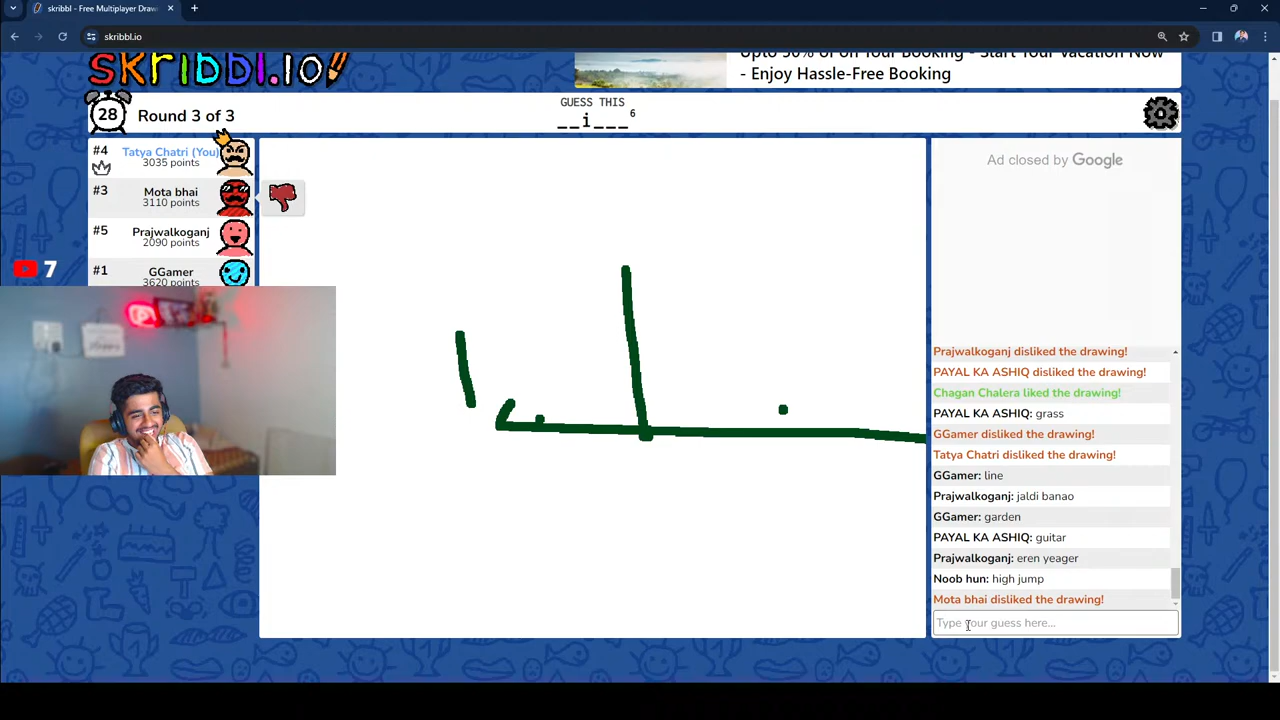 skribbl - Free Multiplayer Draw
skribbl.io
skribbl.io
Upto 90% of on Your Booking - Start Your Vacation Now
- Enjoy Hassle-Free Booking
28
Round 3 of 3
GUESS THIS
__i___ 6
#4
Tatya Chatri (You)
3035 points
#3
Mota bhai
3110 points
#5
Prajwalkoganj
2090 points
#1
GGamer
3620 points
7
Ad closed by Google
Prajwalkoganj disliked the drawing!
PAYAL KA ASHIQ disliked the drawing!
Chagan Chalera liked the drawing!
PAYAL KA ASHIQ: grass
GGamer disliked the drawing!
Tatya Chatri disliked the drawing!
GGamer: line
Prajwalkoganj: jaldi banao
GGamer: garden
PAYAL KA ASHIQ: guitar
Prajwalkoganj: eren yeager
Noob hun: high jump
Mota bhai disliked the drawing!
Type your guess here...